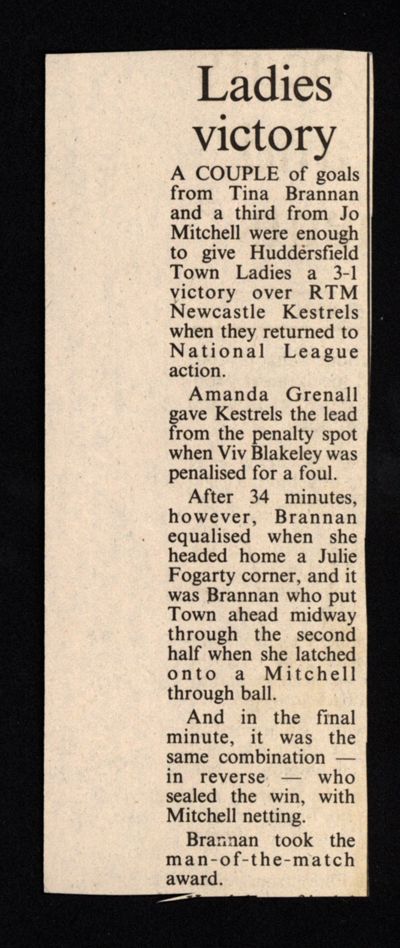 Ladies
victory
A COUPLE of goals
from Tina Brannan
and a third from Jo
Mitchell were enough
to give Huddersfield
Town Ladies a 3-1
victory over RTM
Newcastle Kestrels
when they returned to
National League
action.
Amanda Grenall
gave Kestrels the lead
from the penalty spot
when Viv Blakeley was
penalised for a foul.
After 34 minutes,
however, Brannan
equalised when she
headed home a Julie
Fogarty corner, and it
was Brannan who put
Town ahead midway
through the second
half when she latched
onto a Mitchell
through ball.
And in the final
minute, it was the
same combination —
in reverse — who
sealed the win, with
Mitchell netting.
Brannan took the
man-of-the-match
award.